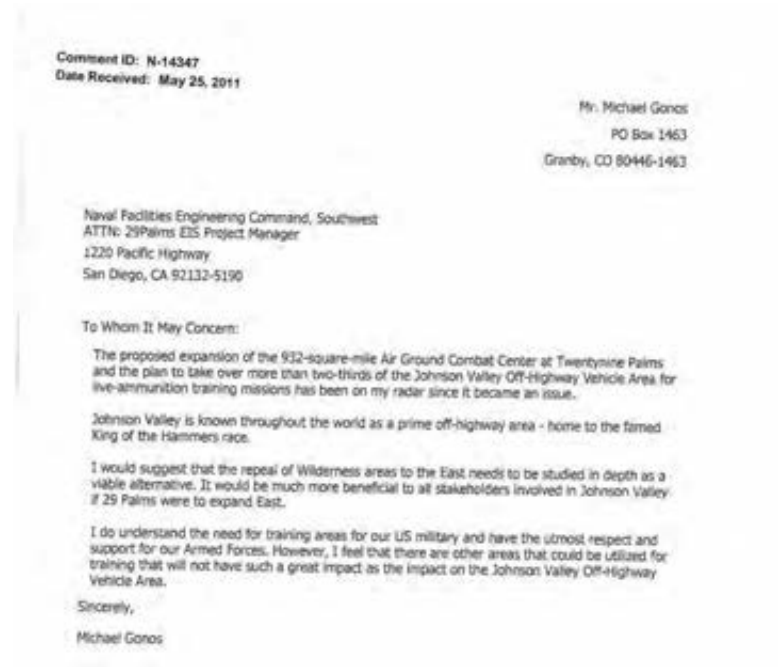 Comment ID: N-14347
Date Received: May 25, 2011
Mr. Michael Gonos
PO Box 1463
Granby, CO 80446-1463
Naval Facilities Engineering Command, Southwest
ATTN: 29Palms EIS Project Manager
1220 Pacific Highway
San Diego, CA 92132-5190
To Whom It May Concern:
The proposed expansion of the 932-square-mile Air Ground Combat Center at Twentynine Palms
and the plan to take over more than two-thirds of the Johnson Valley Off-Highway Vehicle Area for
live-ammunition training missions has been on my radar since it became an issue.
Johnson Valley is known throughout the world as a prime off-highway area - home to the famed
King of the Hammers race.
I would suggest that the repeal of Wilderness areas to the East needs to be studied in depth as a
viable alternative. It would be much more beneficial to all stakeholders involved in Johnson Valley
if 29 Palms were to expand East.
I do understand the need for training areas for our US military and have the utmost respect and
support for our Armed Forces. However, I feel that there are other areas that could be utilized for
training that will not have such a great impact as the impact on the Johnson Valley Off-Highway
Vehicle Area.
Sincerely,
Michael Gonos